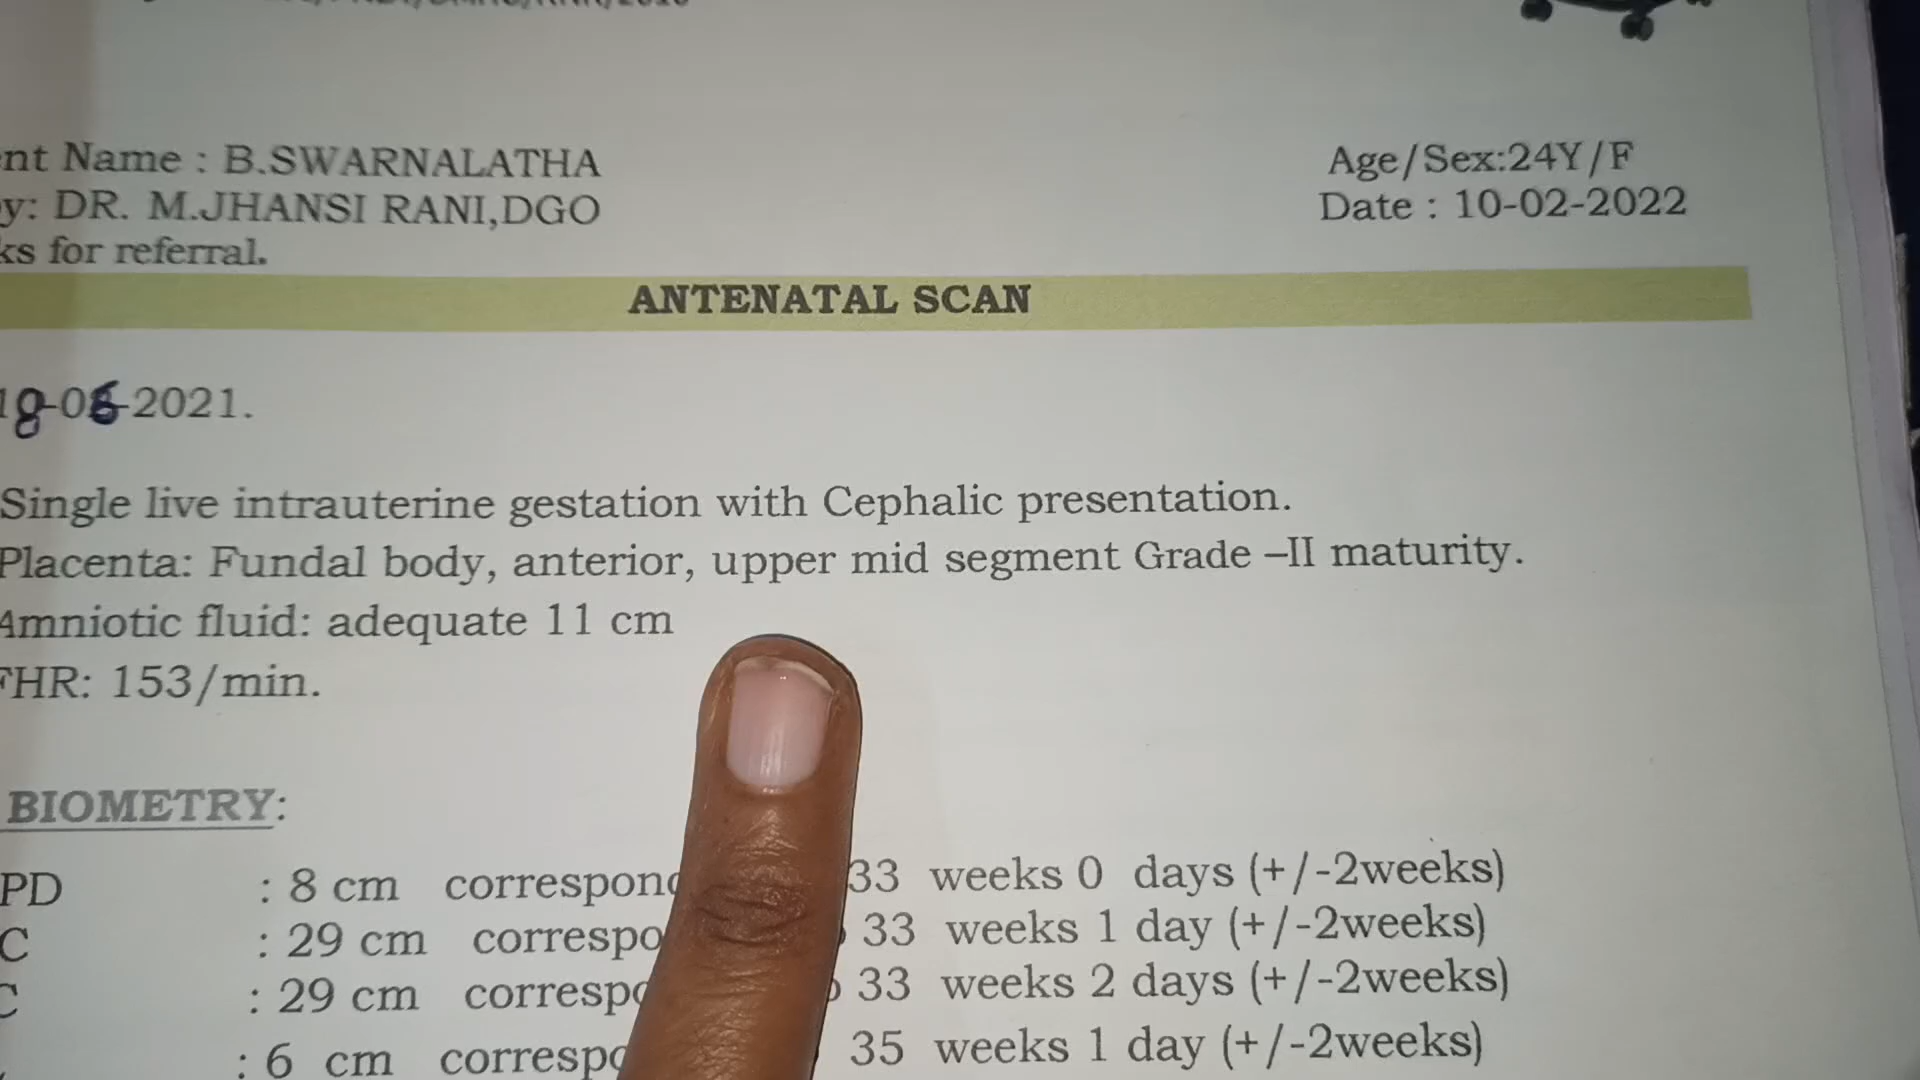 nt Name : B.SWARNALATHA
Age/Sex:24Y/F
y: DR. M.JHANSI RANI,DGO
Date : 10-02-2022
ks for referral.
ANTENATAL SCAN
18-06-2021.
Single live intrauterine gestation with Cephalic presentation.
Placenta: Fundal body, anterior, upper mid segment Grade –II maturity.
Amniotic fluid: adequate 11 cm
FHR: 153/min.
BIOMETRY:
PD : 8 cm correspond 33 weeks 0 days (+/-2weeks)
C : 29 cm correspo 33 weeks 1 day (+/-2weeks)
C : 29 cm correspo 33 weeks 2 days (+/-2weeks)
: 6 cm correspo 35 weeks 1 day (+/-2weeks)